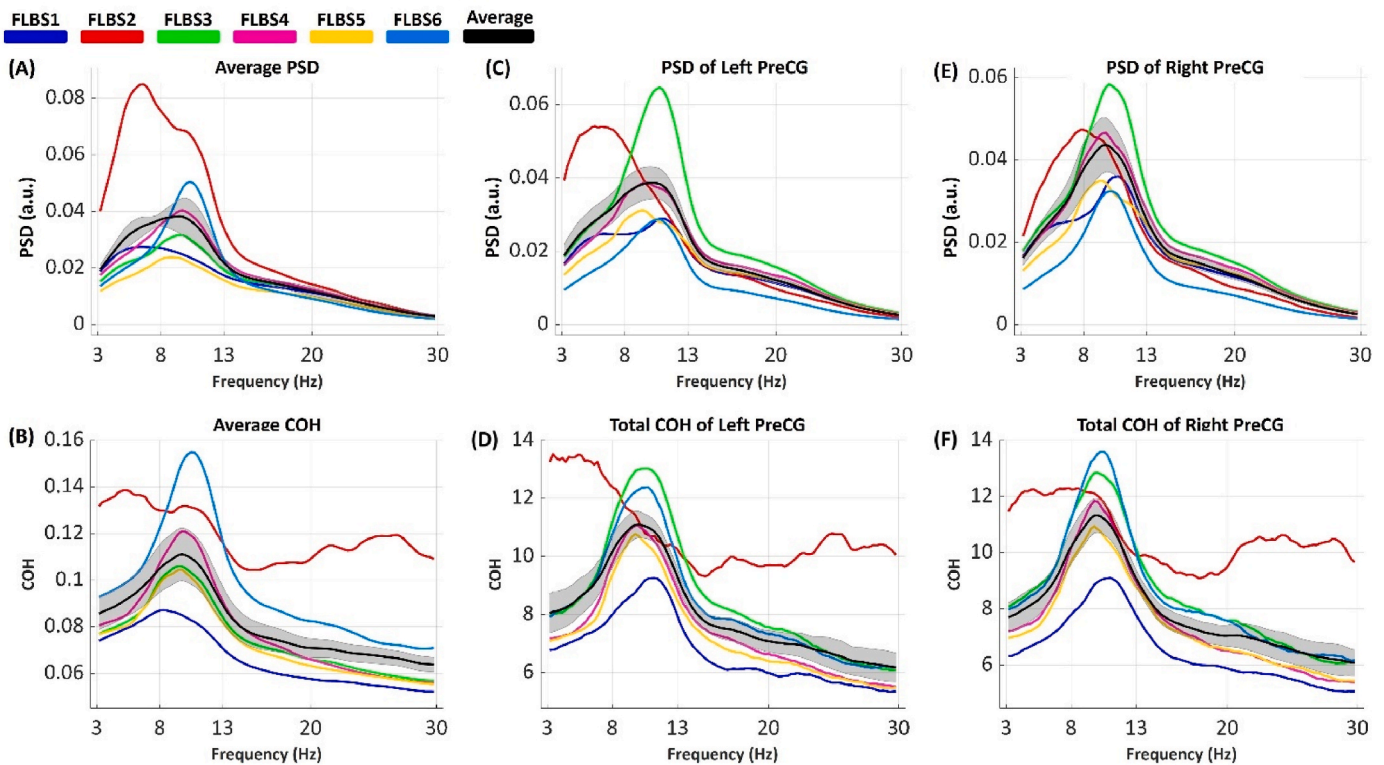 FLBS1 FLBS2 FLBS3 FLBS4 FLBS5 FLBS6 Average
(A) Average PSD
PSD (a.u.)
0.08
0.06
0.04
0.02
0
3 8 13 20 30
Frequency (Hz)
(C) PSD of Left PreCG
PSD (a.u.)
0.06
0.04
0.02
0
3 8 13 20 30
Frequency (Hz)
(E) PSD of Right PreCG
PSD (a.u.)
0.06
0.04
0.02
0
3 8 13 20 30
Frequency (Hz)
(B) Average COH
COH
0.16
0.14
0.12
0.1
0.08
0.06
3 8 13 20 30
Frequency (Hz)
(D) Total COH of Left PreCG
COH
14
12
10
8
6
3 8 13 20 30
Frequency (Hz)
(F) Total COH of Right PreCG
COH
14
12
10
8
6
3 8 13 20 30
Frequency (Hz)